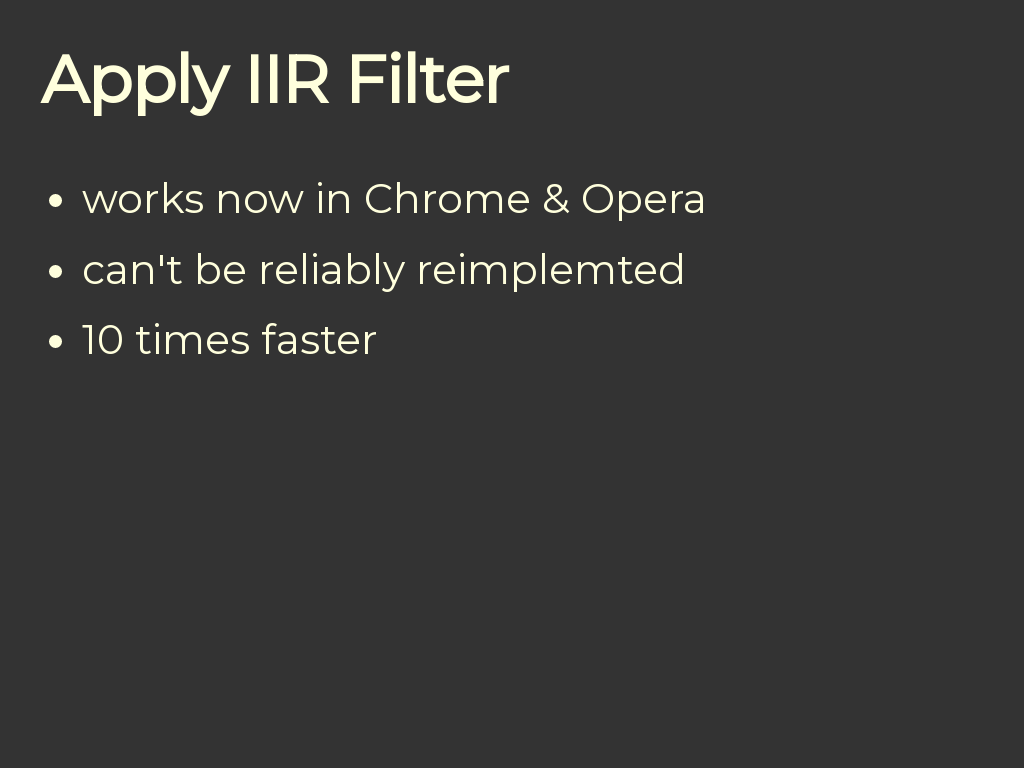 Apply IIR Filter
• works now in Chrome & Opera
• can't be reliably reimplemted
• 10 times faster